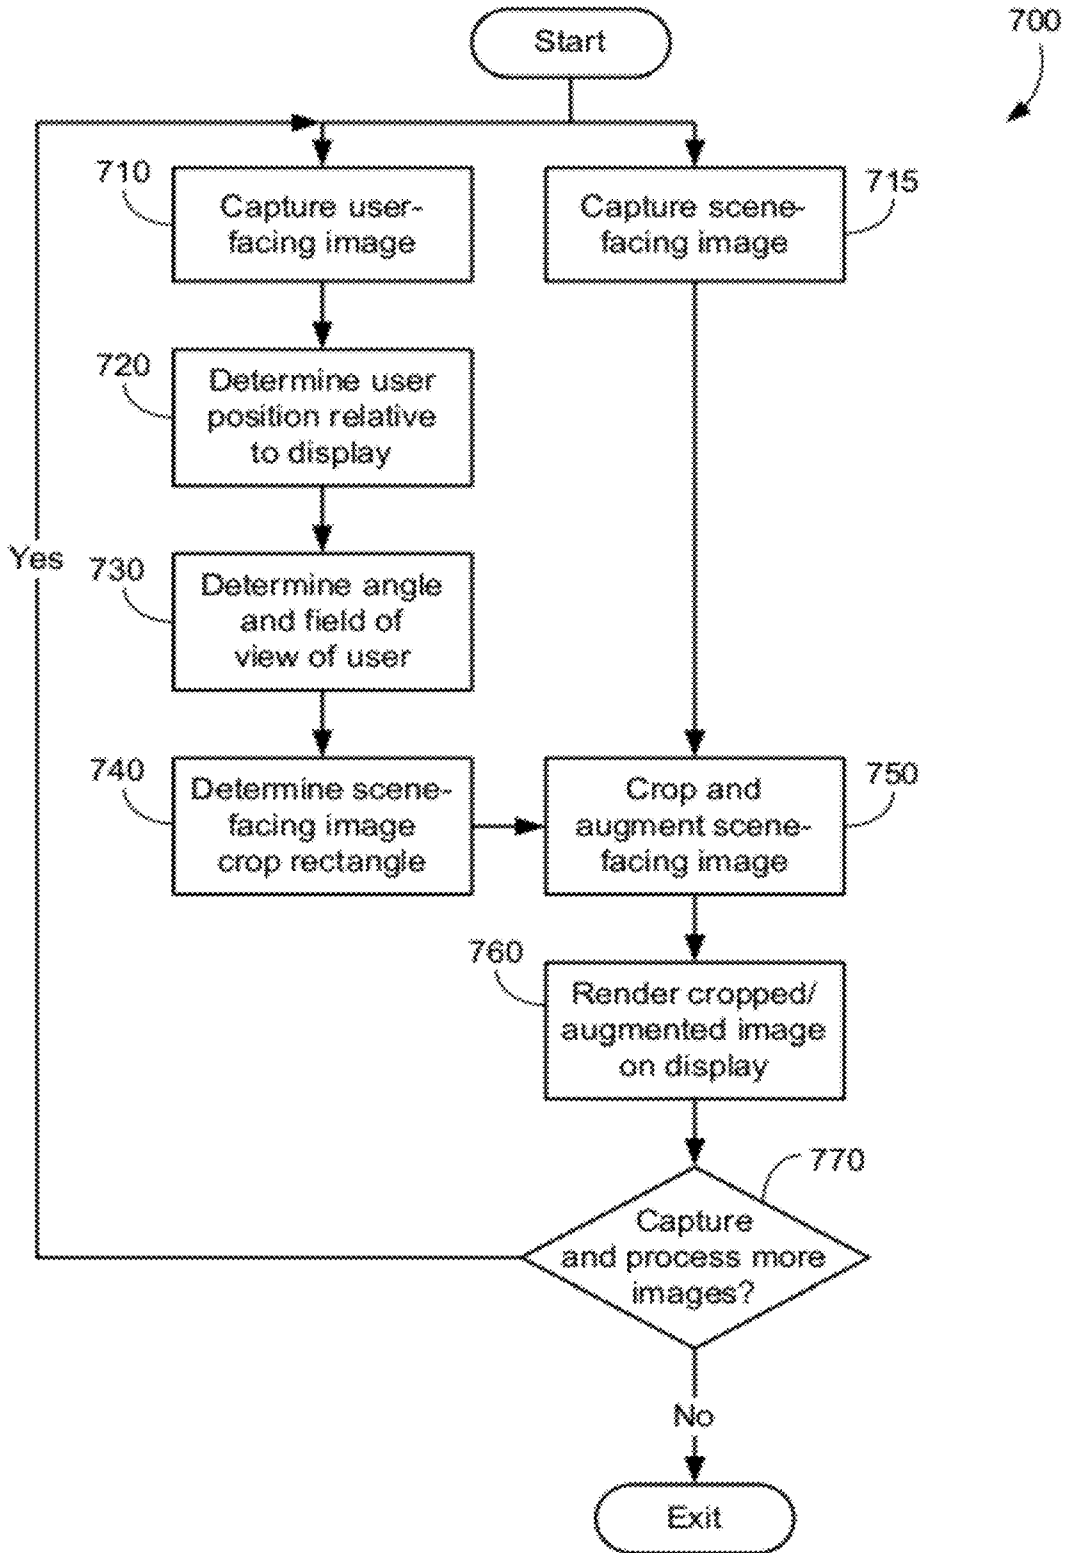 700
Start
710
Capture user-
facing image
715
Capture scene-
facing image
720
Determine user
position relative
to display
Yes
730
Determine angle
and field of
view of user
740
Determine scene-
facing image
crop rectangle
750
Crop and
augment scene-
facing image
760
Render cropped/
augmented image
on display
770
Capture
and process more
images?
No
Exit